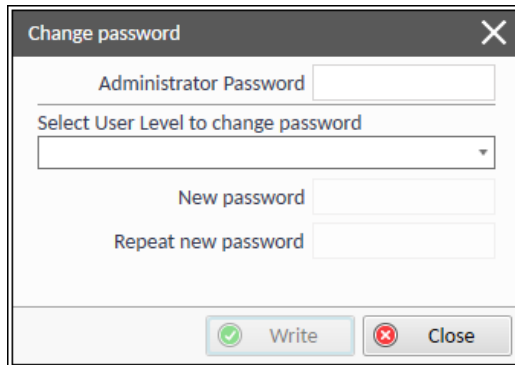 Change password
Administrator Password
Select User Level to change password
New password
Repeat new password
Write Close